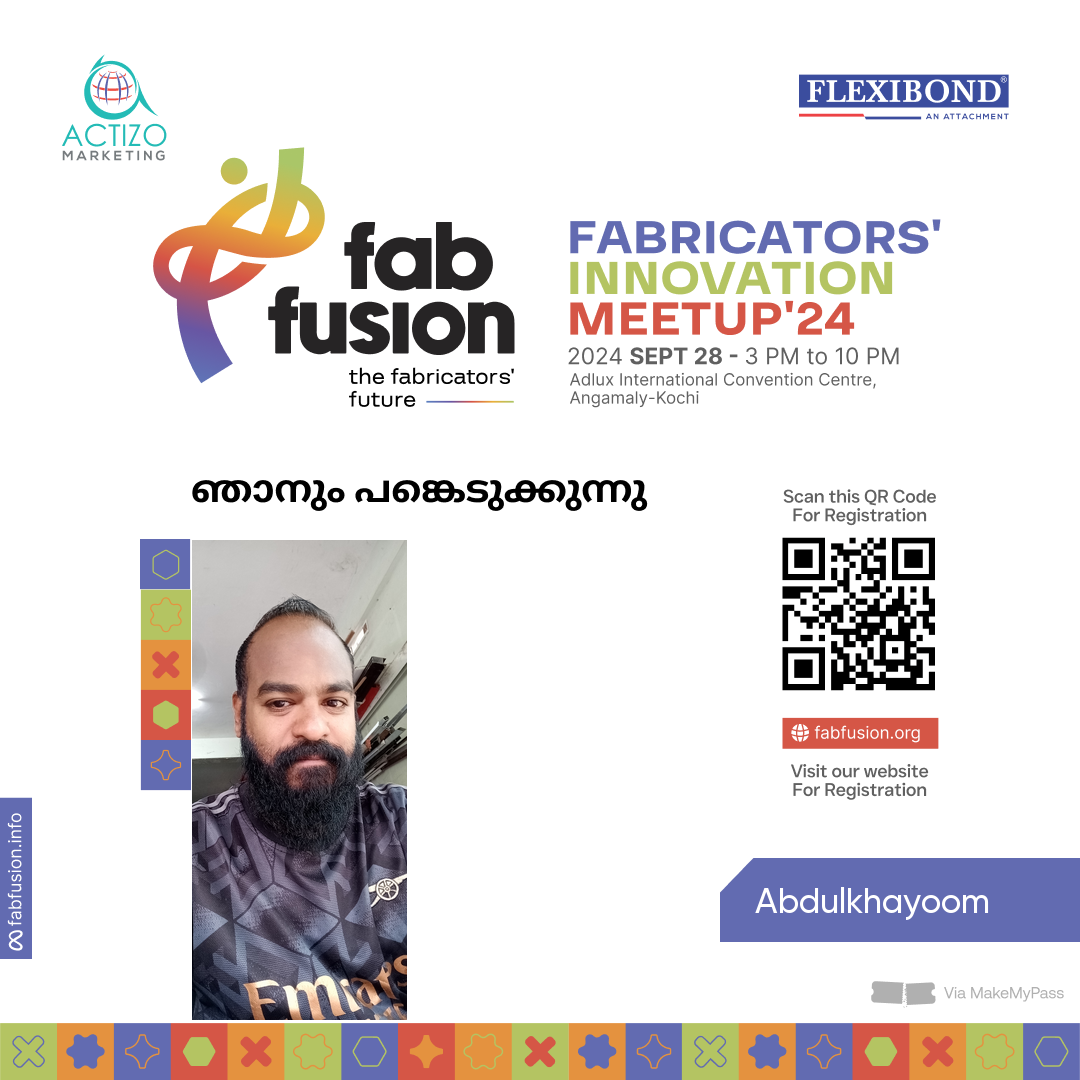 ACTIZO
MARKETING
FLEXIBOND®
AN ATTACHMENT
fab
fusion
the fabricators'
future
FABRICATORS'
INNOVATION
MEETUP'24
2024 SEPT 28 - 3 PM to 10 PM
Adlux International Convention Centre,
Angamaly-Kochi
ഞാനും പങ്കെടുക്കുന്നു
Scan this QR Code
For Registration
fabfusion.org
Visit our website
For Registration
fabfusion.info
Abdulkhayoom
Via MakeMyPass